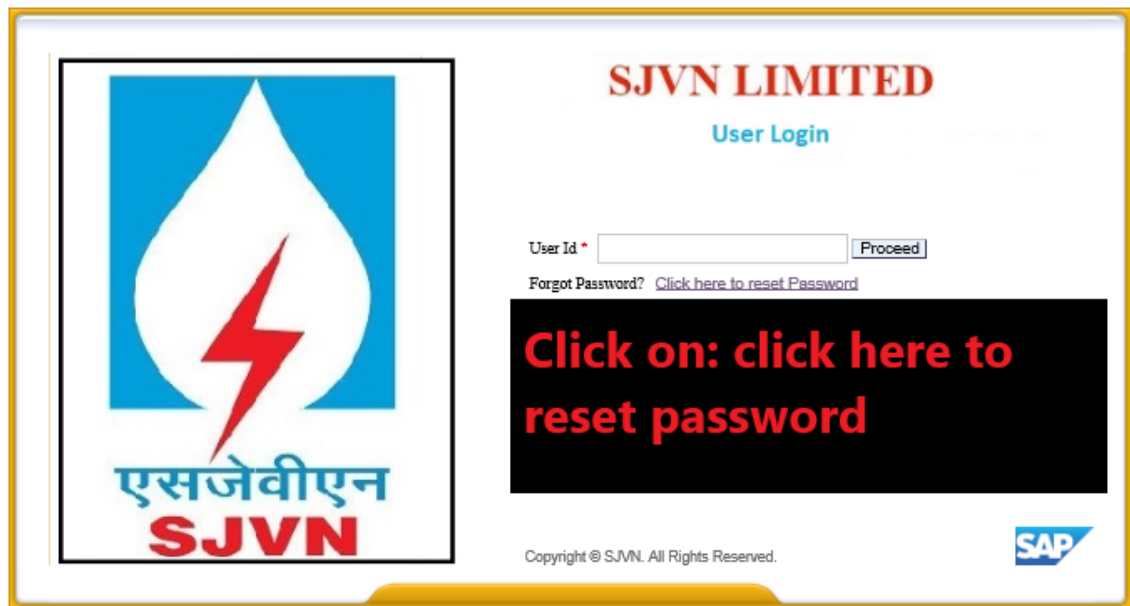 SJVN LIMITED
User Login
User Id *
Proceed
Forgot Password? Click here to reset Password
Click on: click here to
reset password
एसजेवीएन
SJVN
Copyright © SJVN. All Rights Reserved.
SAP